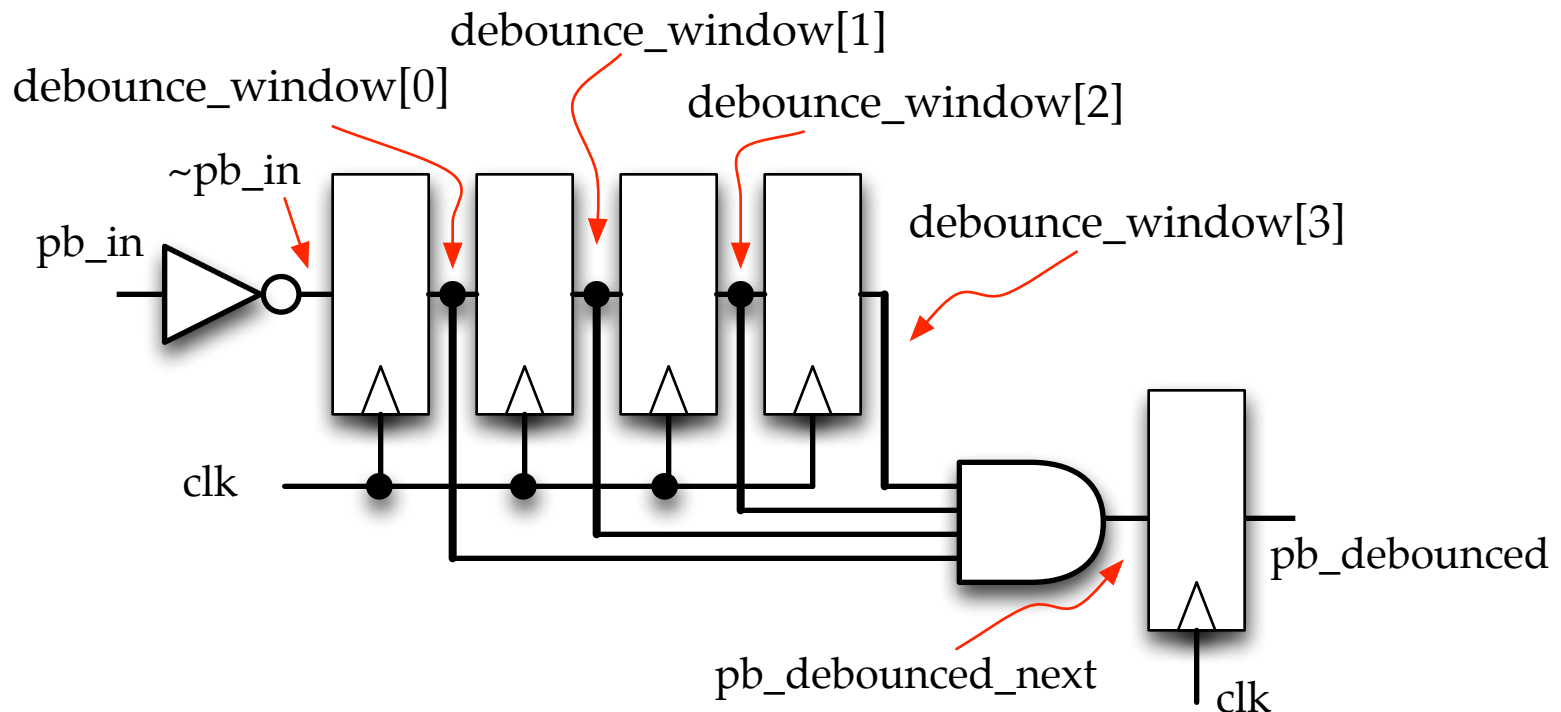 debounce_window[1]
debounce_window[0]
debounce_window[2]
~pb_in
debounce_window[3]
pb_in
clk
pb_debounced
pb_debounced_next
clk